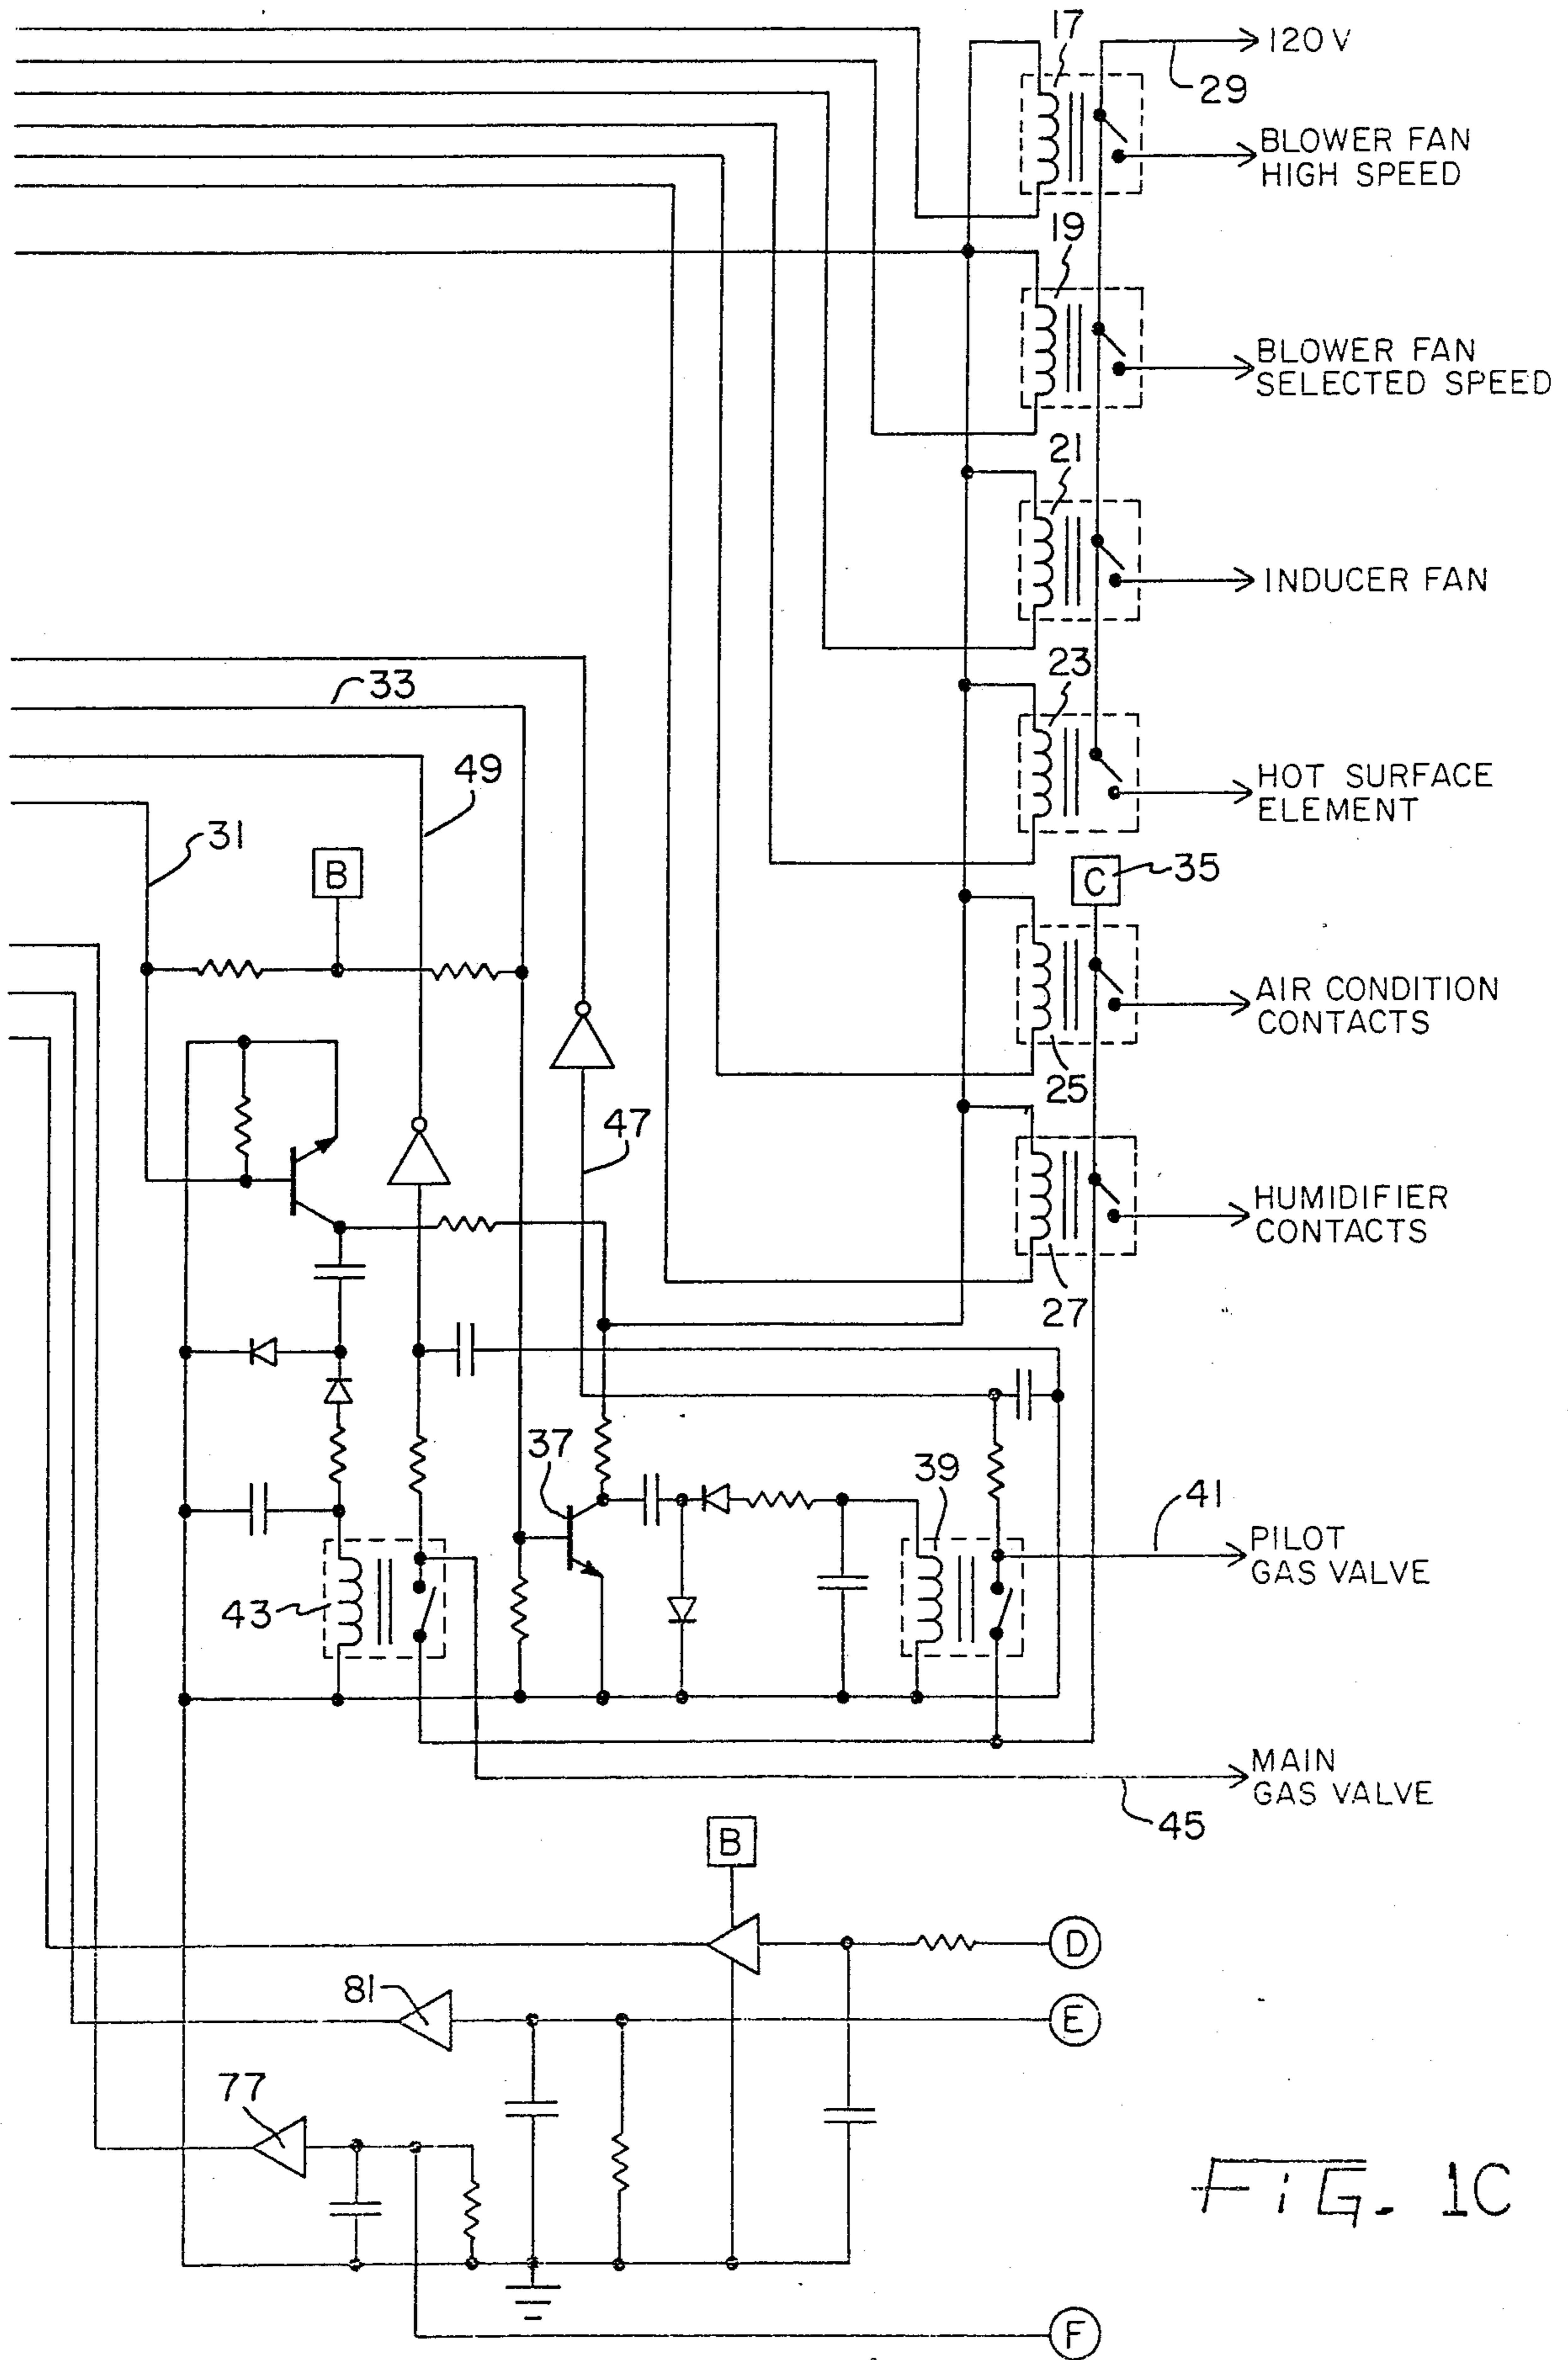 17
120V
29
BLOWER FAN
HIGH SPEED
19
BLOWER FAN
SELECTED SPEED
21
INDUCER FAN
33
23
49
HOT SURFACE
ELEMENT
31
B
C
35
AIR CONDITION
CONTACTS
25
47
HUMIDIFIER
CONTACTS
27
37
39
41
PILOT
GAS VALVE
43
MAIN
GAS VALVE
45
B
D
81
E
77
FIG. 1C
F